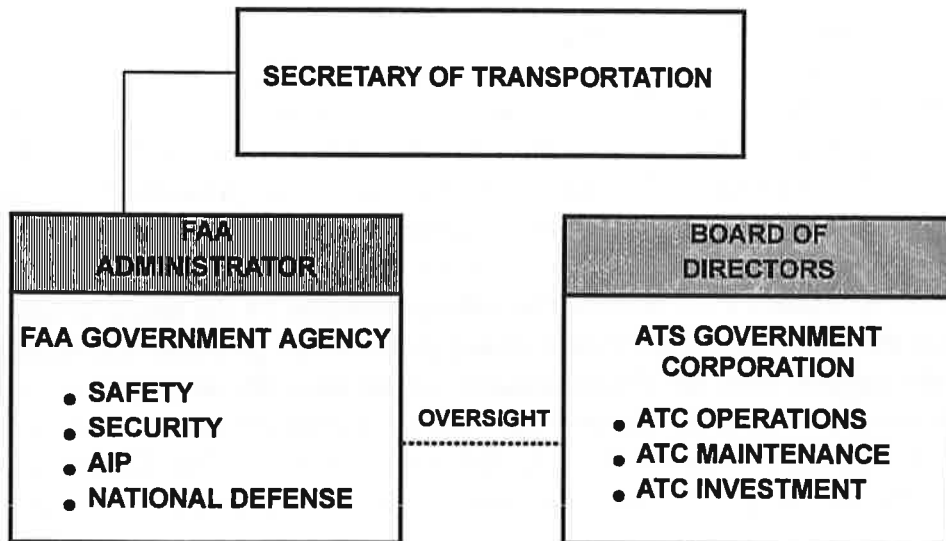 SECRETARY OF TRANSPORTATION
FAA
ADMINISTRATOR
FAA GOVERNMENT AGENCY
• SAFETY
• SECURITY
• AIP
• NATIONAL DEFENSE
OVERSIGHT
BOARD OF
DIRECTORS
ATS GOVERNMENT
CORPORATION
• ATC OPERATIONS
• ATC MAINTENANCE
• ATC INVESTMENT